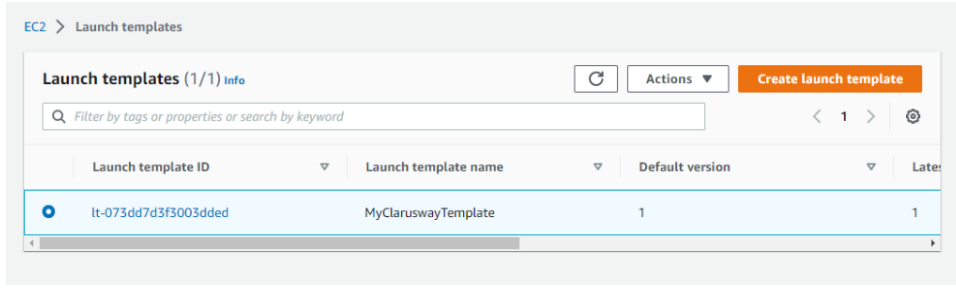 EC2 > Launch templates
Launch templates (1/1) Info
Actions
Create launch template
Filter by tags or properties or search by keyword
< 1 >
Launch template ID Launch template name Default version Lates
lt-073dd7d3f3003dded MyClaruswayTemplate 1 1